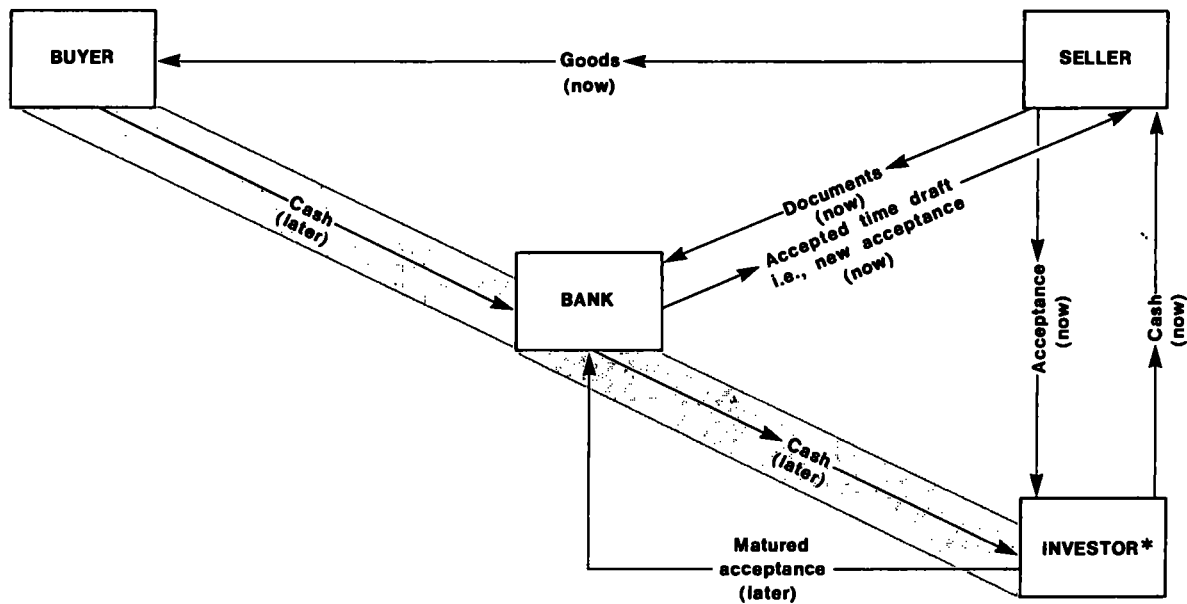 BUYER
SELLER
Goods
(now)
Documents
(now)
Accepted time draft
i.e., new acceptance
(now)
Cash
(later)
BANK
Acceptance
(now)
Cash
(now)
Cash
(later)
Matured
acceptance
(later)
INVESTOR*